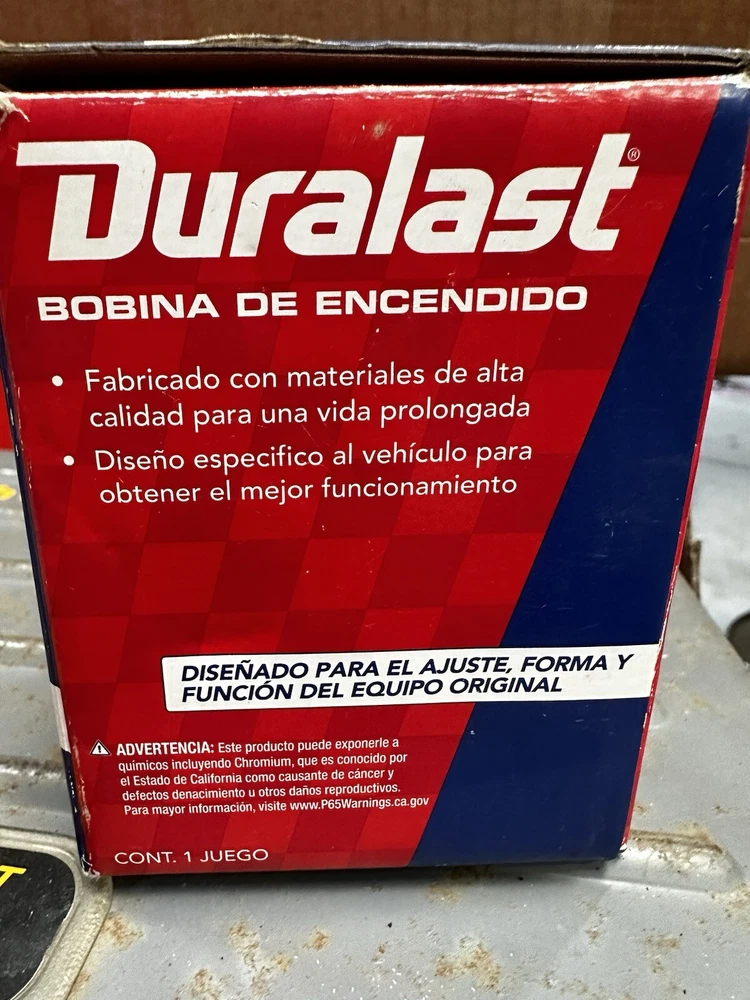 Duralast®
BOBINA DE ENCENDIDO
• Fabricado con materiales de alta
calidad para una vida prolongada
• Diseño especifico al vehículo para
obtener el mejor funcionamiento
DISEÑADO PARA EL AJUSTE, FORMA Y
FUNCIÓN DEL EQUIPO ORIGINAL
⚠ ADVERTENCIA: Este producto puede exponerle a
químicos incluyendo Chromium, que es conocido por
el Estado de California como causante de cáncer y
defectos denacimiento u otros daños reproductivos.
Para mayor información, visite www.P65Warnings.ca.gov
CONT. 1 JUEGO